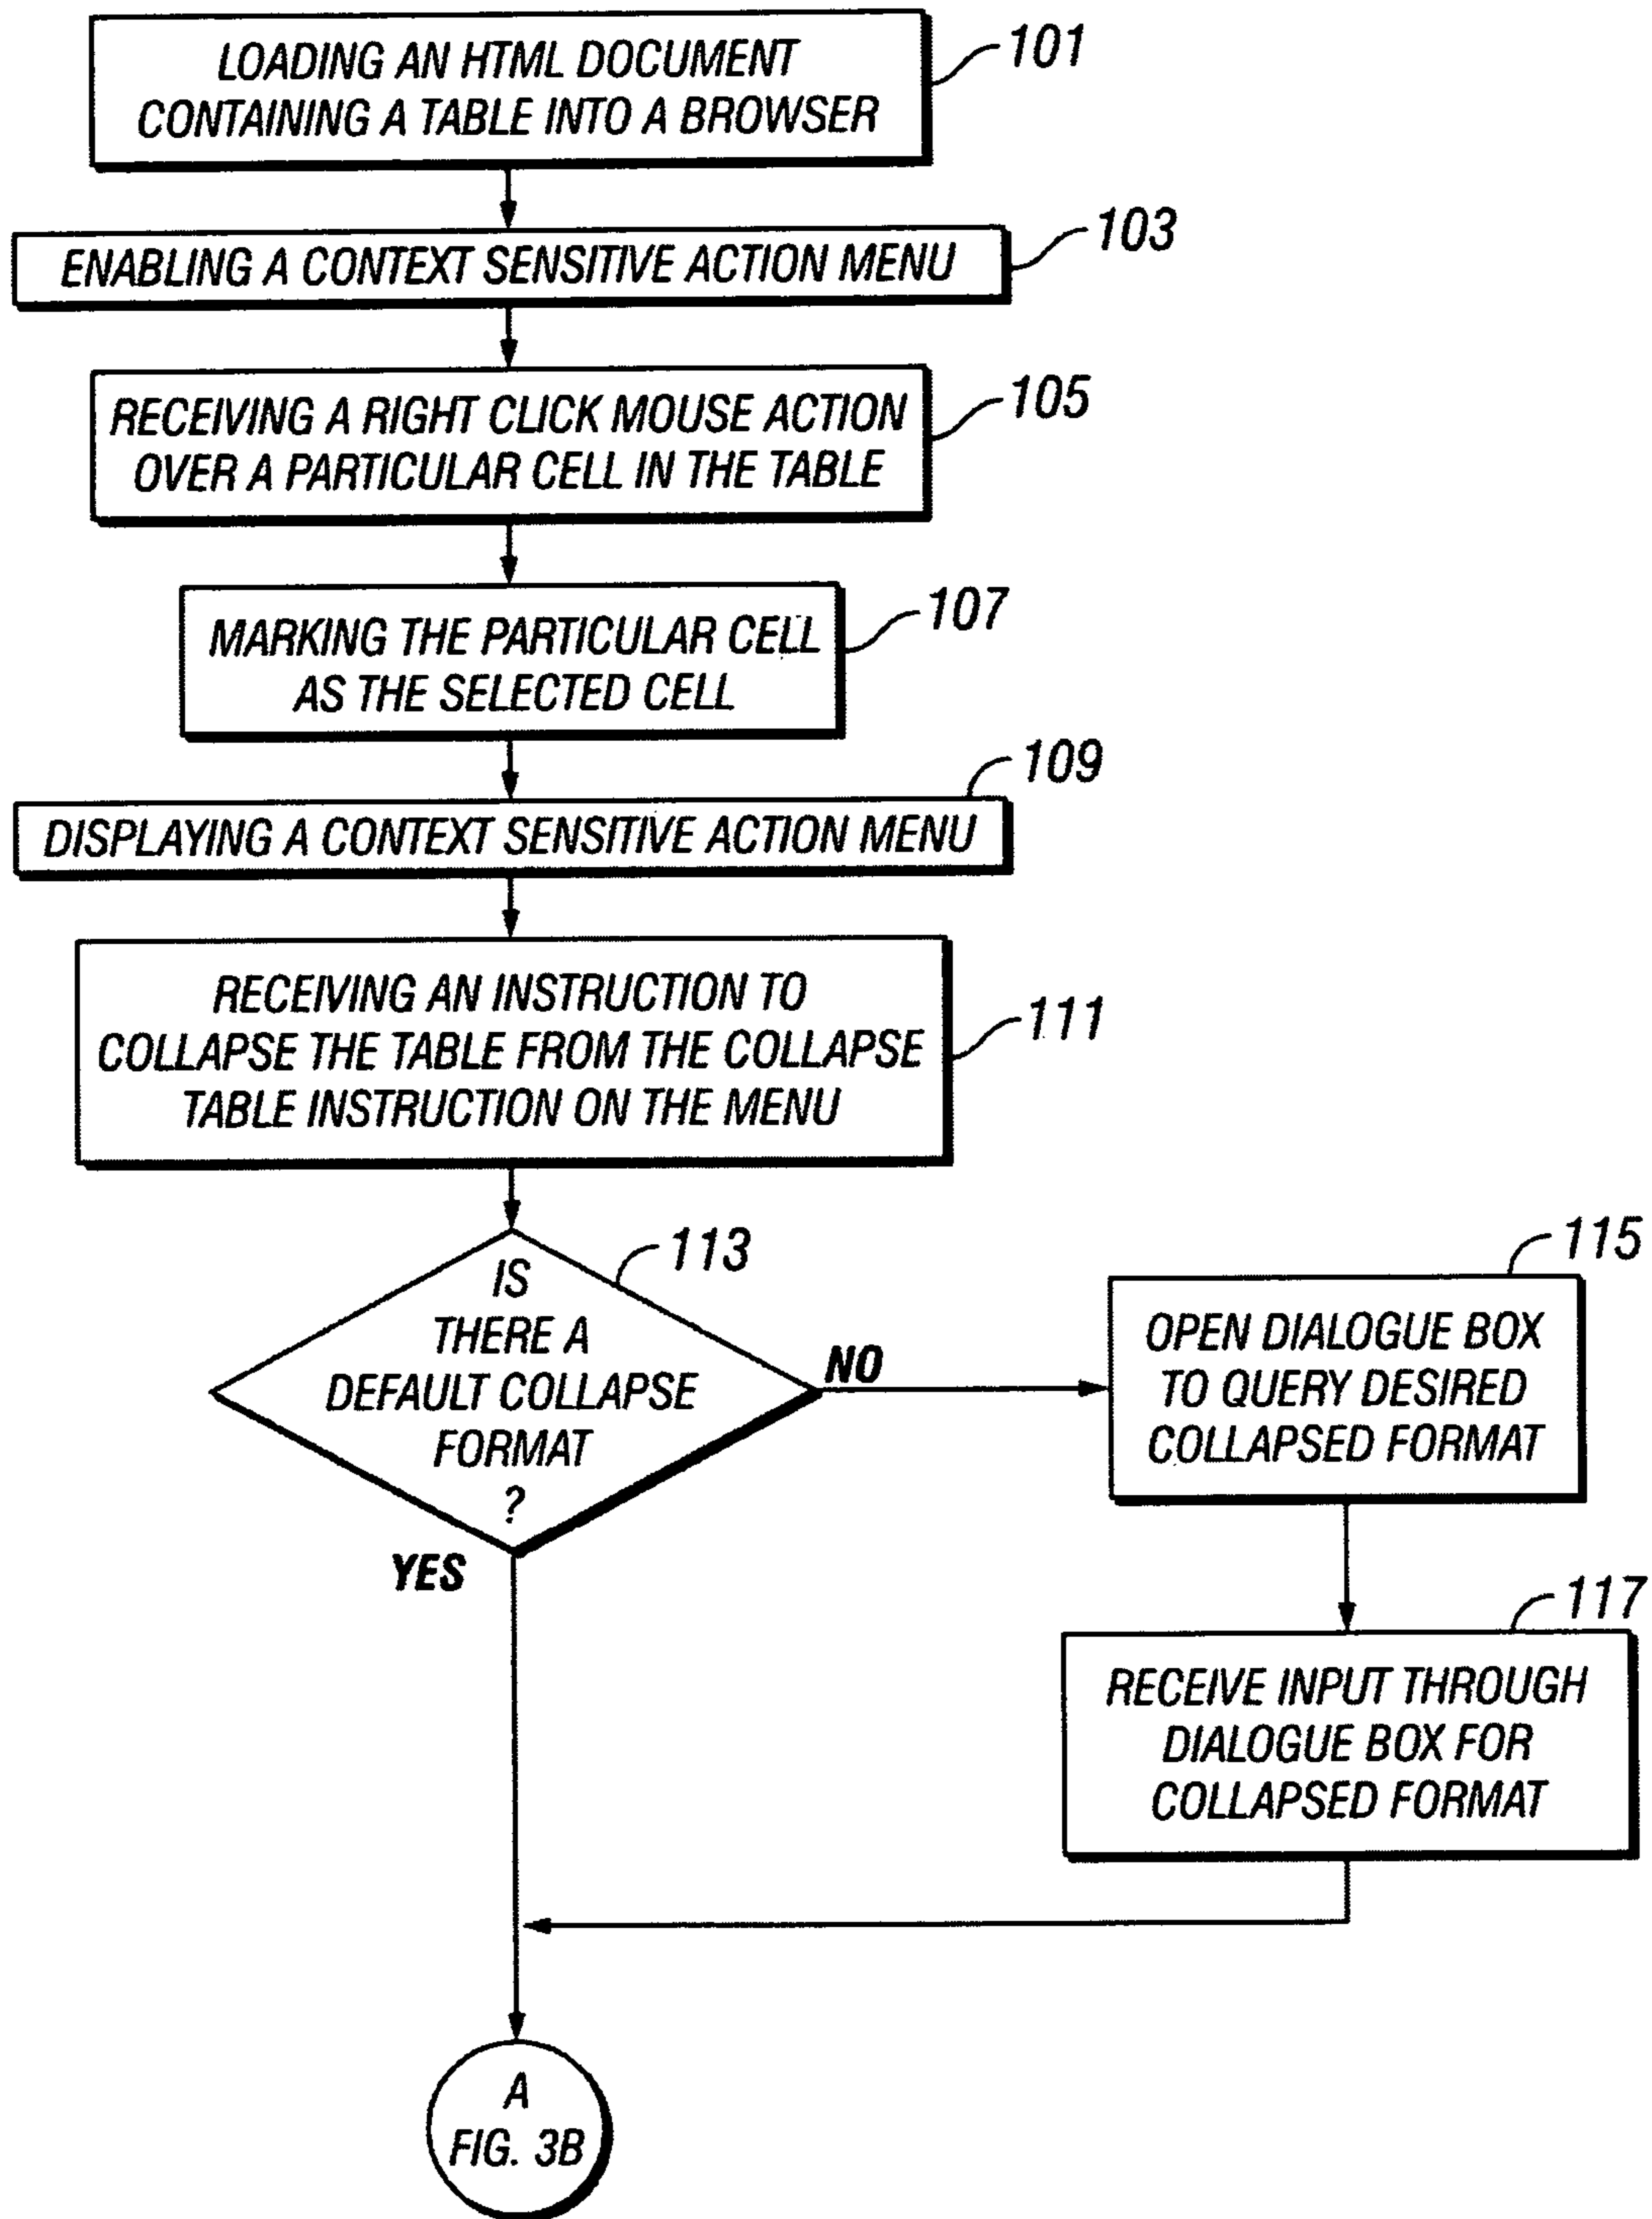 LOADING AN HTML DOCUMENT
CONTAINING A TABLE INTO A BROWSER
101
ENABLING A CONTEXT SENSITIVE ACTION MENU
103
RECEIVING A RIGHT CLICK MOUSE ACTION
OVER A PARTICULAR CELL IN THE TABLE
105
MARKING THE PARTICULAR CELL
AS THE SELECTED CELL
107
DISPLAYING A CONTEXT SENSITIVE ACTION MENU
109
RECEIVING AN INSTRUCTION TO
COLLAPSE THE TABLE FROM THE COLLAPSE
TABLE INSTRUCTION ON THE MENU
111
IS
THERE A
DEFAULT COLLAPSE
FORMAT
?
113
NO
YES
OPEN DIALOGUE BOX
TO QUERY DESIRED
COLLAPSED FORMAT
115
RECEIVE INPUT THROUGH
DIALOGUE BOX FOR
COLLAPSED FORMAT
117
A
FIG. 3B